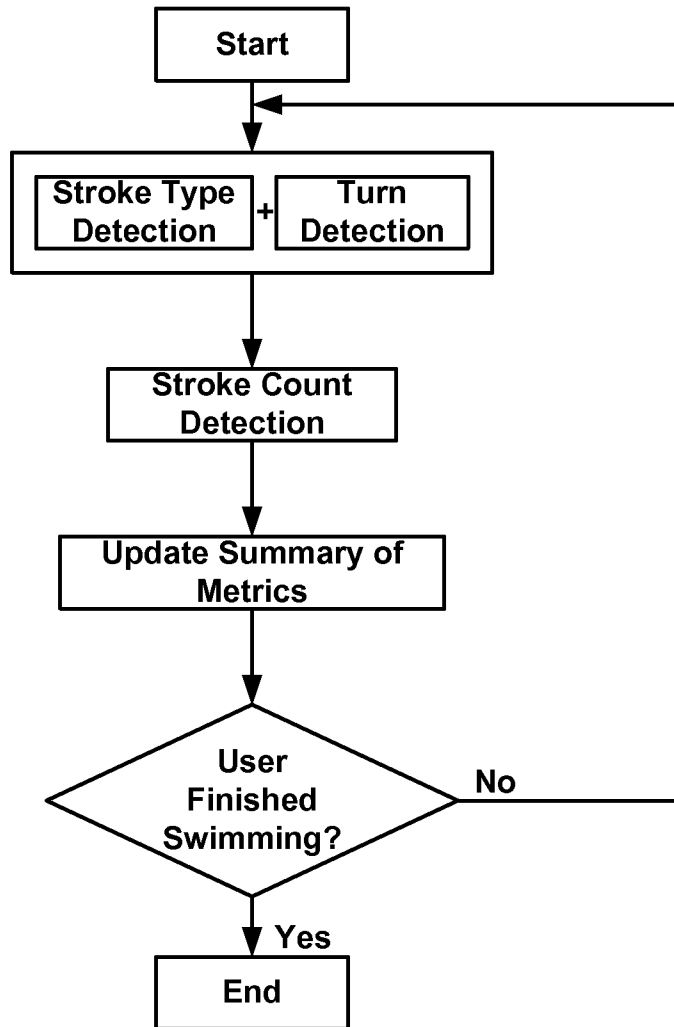 Start
Stroke Type
Detection
+
Turn
Detection
Stroke Count
Detection
Update Summary of
Metrics
User
Finished
Swimming?
No
Yes
End